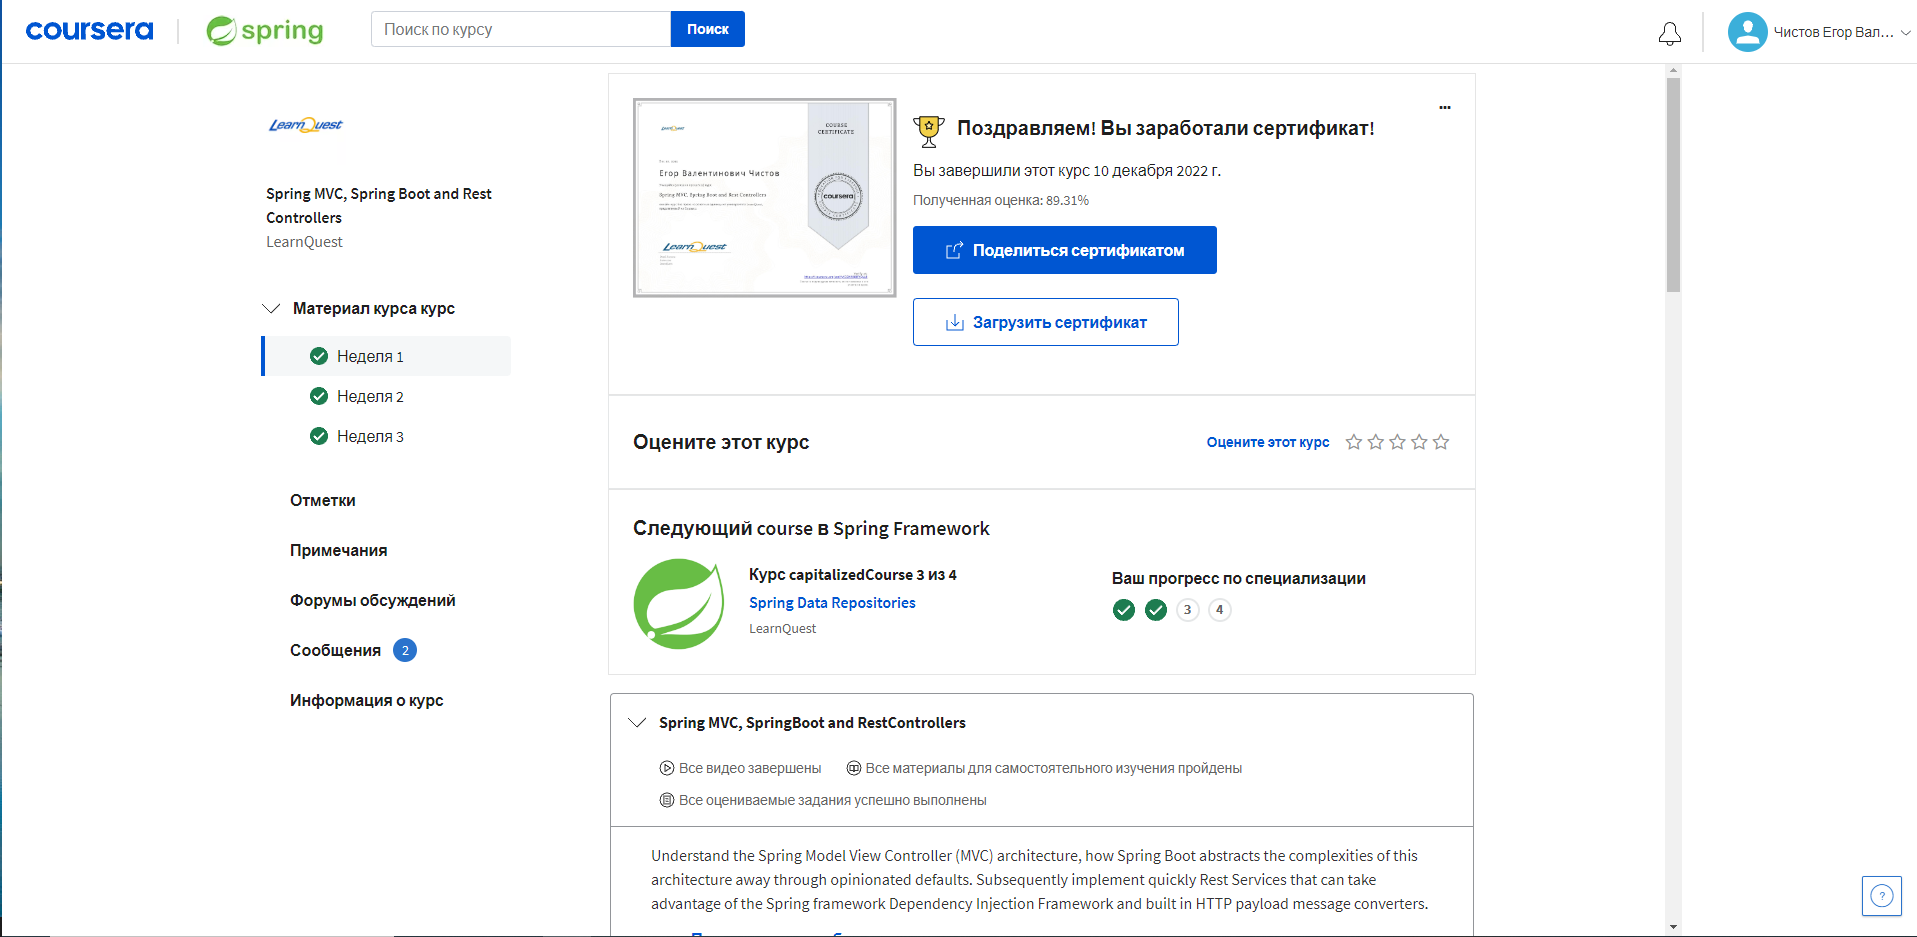 coursera
spring
Поиск по курсу
Поиск
Чистов Егор Вал...
LearnQuest
Spring MVC, Spring Boot and Rest
Controllers
LearnQuest
Материал курса курс
Неделя 1
Неделя 2
Неделя 3
Отметки
Примечания
Форумы обсуждений
Сообщения 2
Информация о курс
LearnQuest
COURSE
CERTIFICATE
Егор Валентинович Чистов
Spring MVC, Spring Boot and Rest Controllers
coursera
LearnQuest
...
Поздравляем! Вы заработали сертификат!
Вы завершили этот курс 10 декабря 2022 г.
Полученная оценка: 89.31%
Поделиться сертификатом
Загрузить сертификат
Оцените этот курс
Оцените этот курс
Следующий course в Spring Framework
Курс capitalizedCourse 3 из 4
Spring Data Repositories
LearnQuest
Ваш прогресс по специализации
3 4
Spring MVC, SpringBoot and RestControllers
Все видео завершены
Все материалы для самостоятельного изучения пройдены
Все оцениваемые задания успешно выполнены
Understand the Spring Model View Controller (MVC) architecture, how Spring Boot abstracts the complexities of this
architecture away through opinionated defaults. Subsequently implement quickly Rest Services that can take
advantage of the Spring framework Dependency Injection Framework and built in HTTP payload message converters.
?